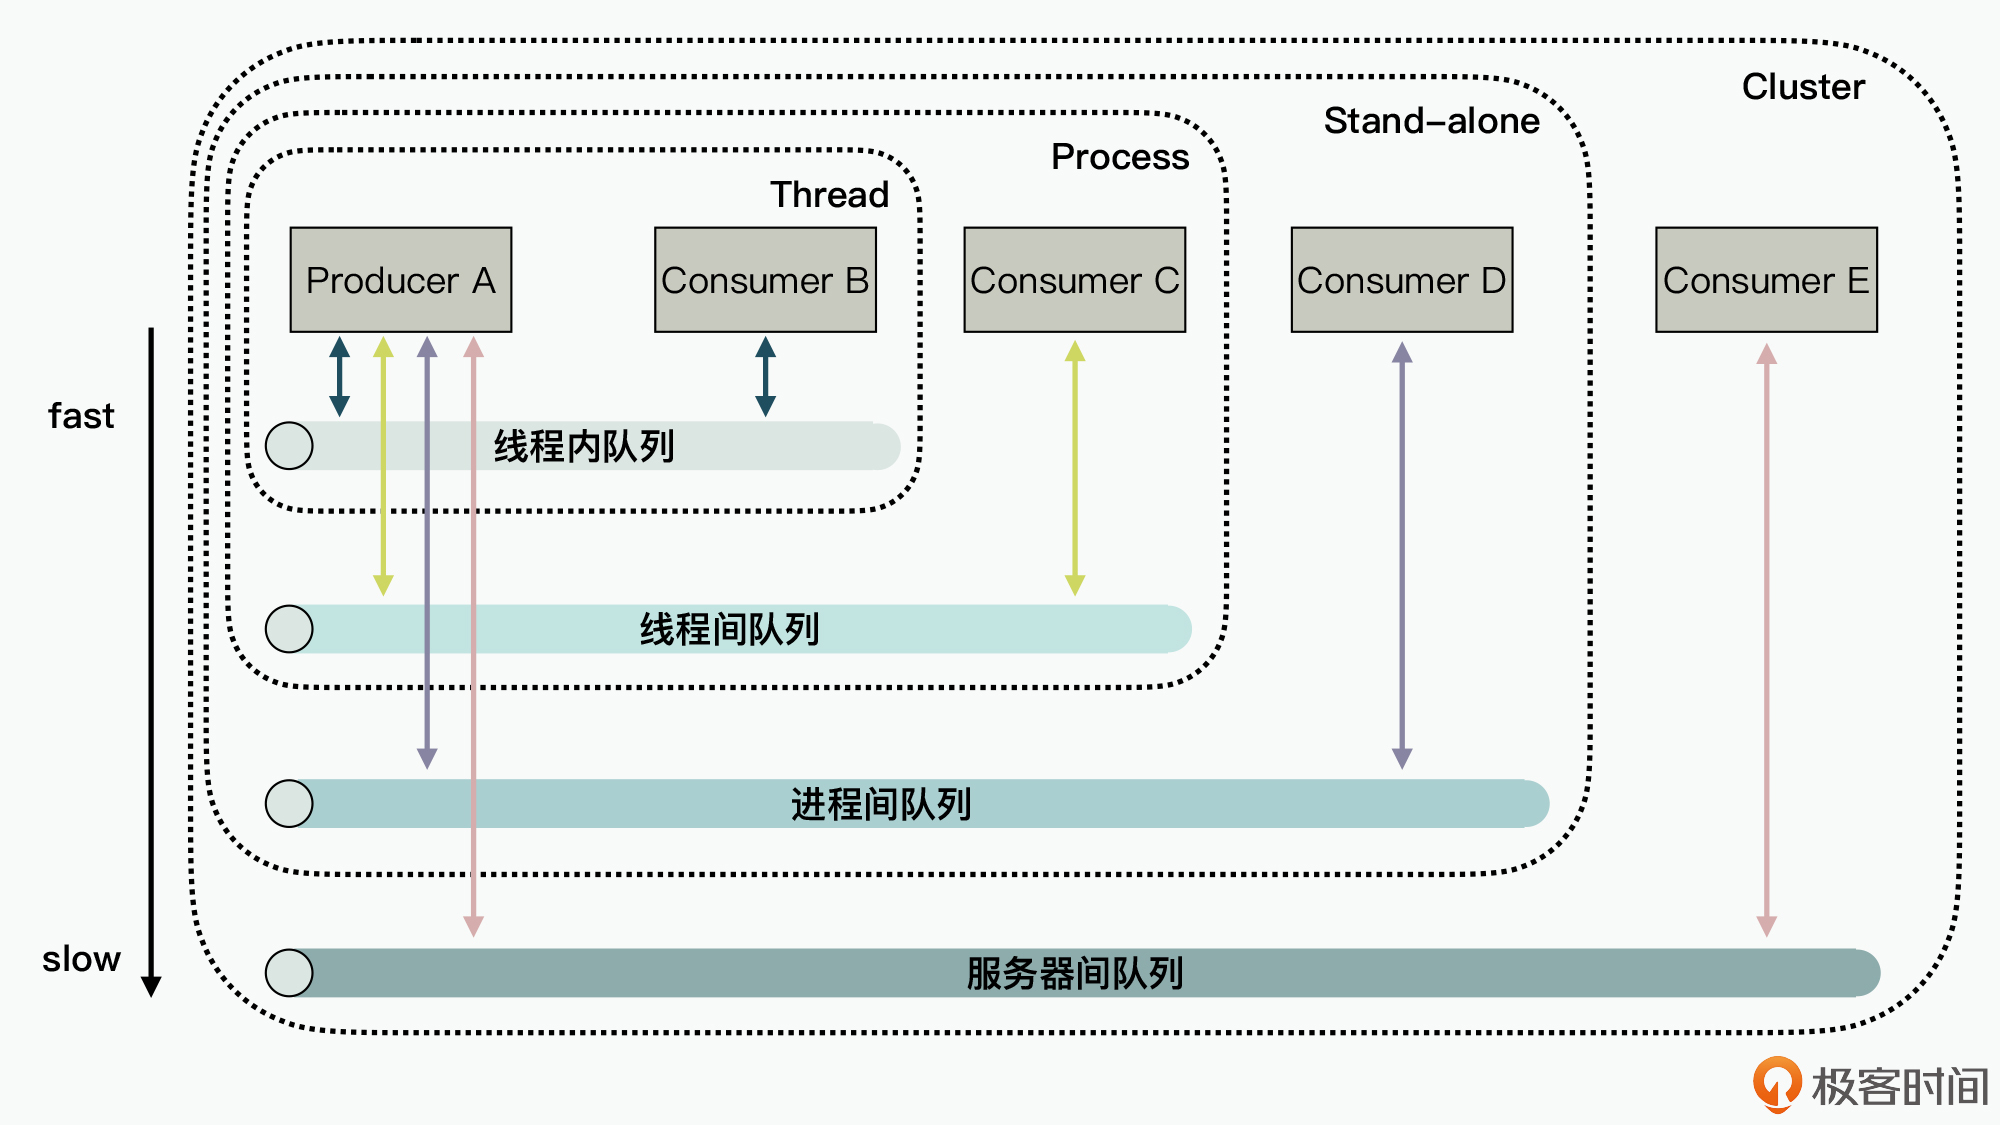 Cluster
Stand-alone
Process
Thread
Producer A
Consumer B
Consumer C
Consumer D
Consumer E
fast
线程内队列
线程间队列
进程间队列
slow
服务器间队列
极客时间